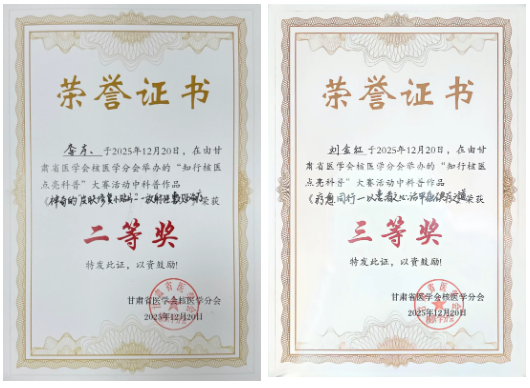 荣誉证书
于2025年12月20日，在由甘
肃省医学会核医学分会举办的“知行核医
点亮科普”大赛活动中科普作品
荣获
二等奖
特发此证，以资鼓励！
甘肃省医学会核医学分会
2025年12月20日
荣誉证书
刘金红 于2025年12月20日，在由甘
肃省医学会核医学分会举办的“知行核医
点亮科普”大赛活动中科普作品
荣获
三等奖
特发此证，以资鼓励！
甘肃省医学会核医学分会
2025年12月20日